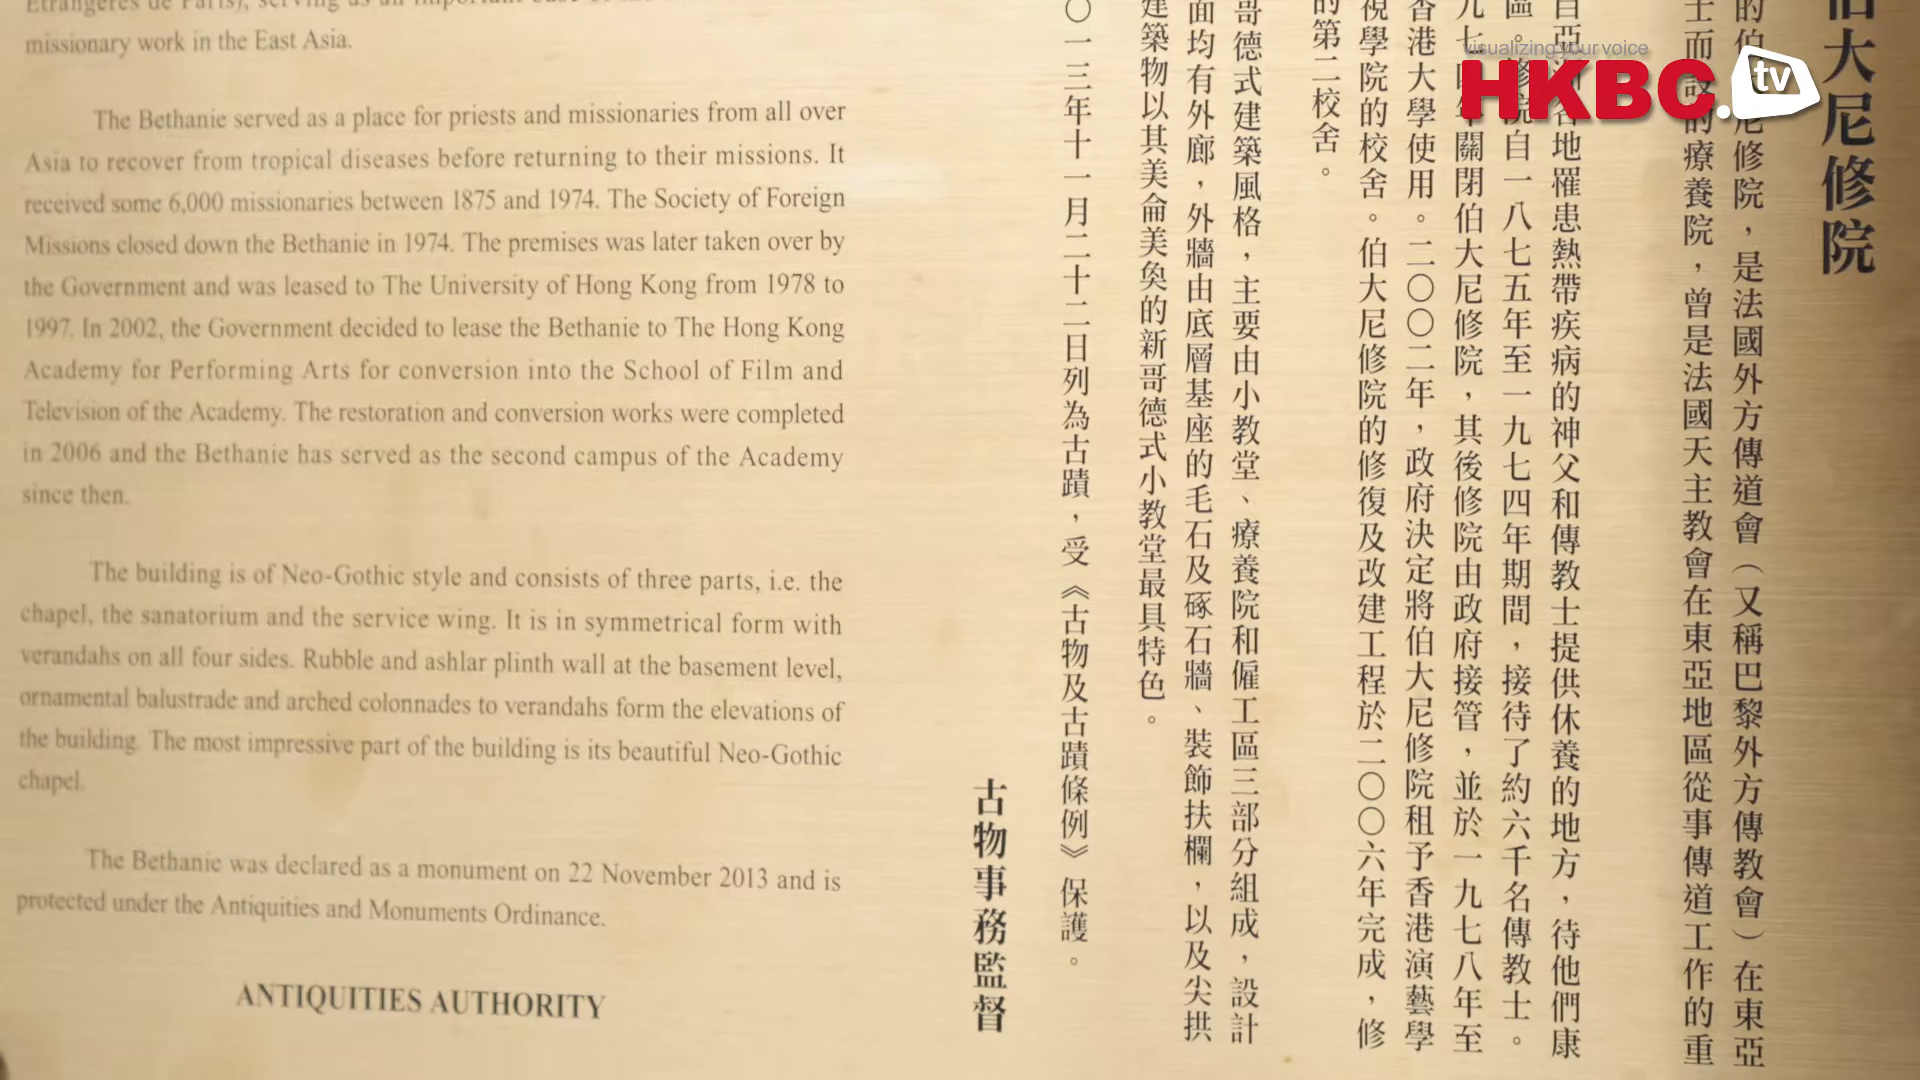 missionary work in the East Asia.
The Bethanie served as a place for priests and missionaries from all over
Asia to recover from tropical diseases before returning to their missions. It
received some 6,000 missionaries between 1875 and 1974. The Society of Foreign
Missions closed down the Bethanie in 1974. The premises was later taken over by
the Government and was leased to The University of Hong Kong from 1978 to
1997. In 2002, the Government decided to lease the Bethanie to The Hong Kong
Academy for Performing Arts for conversion into the School of Film and
Television of the Academy. The restoration and conversion works were completed
in 2006 and the Bethanie has served as the second campus of the Academy
since then.
The building is of Neo-Gothic style and consists of three parts, i.e. the
chapel, the sanatorium and the service wing. It is in symmetrical form with
verandahs on all four sides. Rubble and ashlar plinth wall at the basement level,
ornamental balustrade and arched colonnades to verandahs form the elevations of
the building. The most impressive part of the building is its beautiful Neo-Gothic
chapel.
The Bethanie was declared as a monument on 22 November 2013 and is
protected under the Antiquities and Monuments Ordinance.
ANTIQUITIES AUTHORITY
伯大尼修院
的伯大尼修院，是法國外方傳道會（又稱巴黎外方傳教會）在東亞
士而設的療養院，曾是法國天主教會在東亞地區從事傳道工作的重
自亞洲各地罹患熱帶疾病的神父和傳教士提供休養的地方，待他們康
區。修院自一八七五年至一九七四年期間，接待了約六千名傳教士。
九七四年關閉伯大尼修院，其後修院由政府接管，並於一九七八年至
香港大學使用。二〇〇二年，政府決定將伯大尼修院租予香港演藝學
視學院的校舍。伯大尼修院的修復及改建工程於二〇〇六年完成，修
的第二校舍。
哥德式建築風格，主要由小教堂、療養院和僱工區三部分組成，設計
面均有外廊，外牆由底層基座的毛石及琢石牆、裝飾扶欄，以及尖拱
建築物以其美侖美奐的新哥德式小教堂最具特色。
〇一三年十一月二十二日列為古蹟，受《古物及古蹟條例》保護。
古物事務監督
visualizing your voice
HKBC.tv